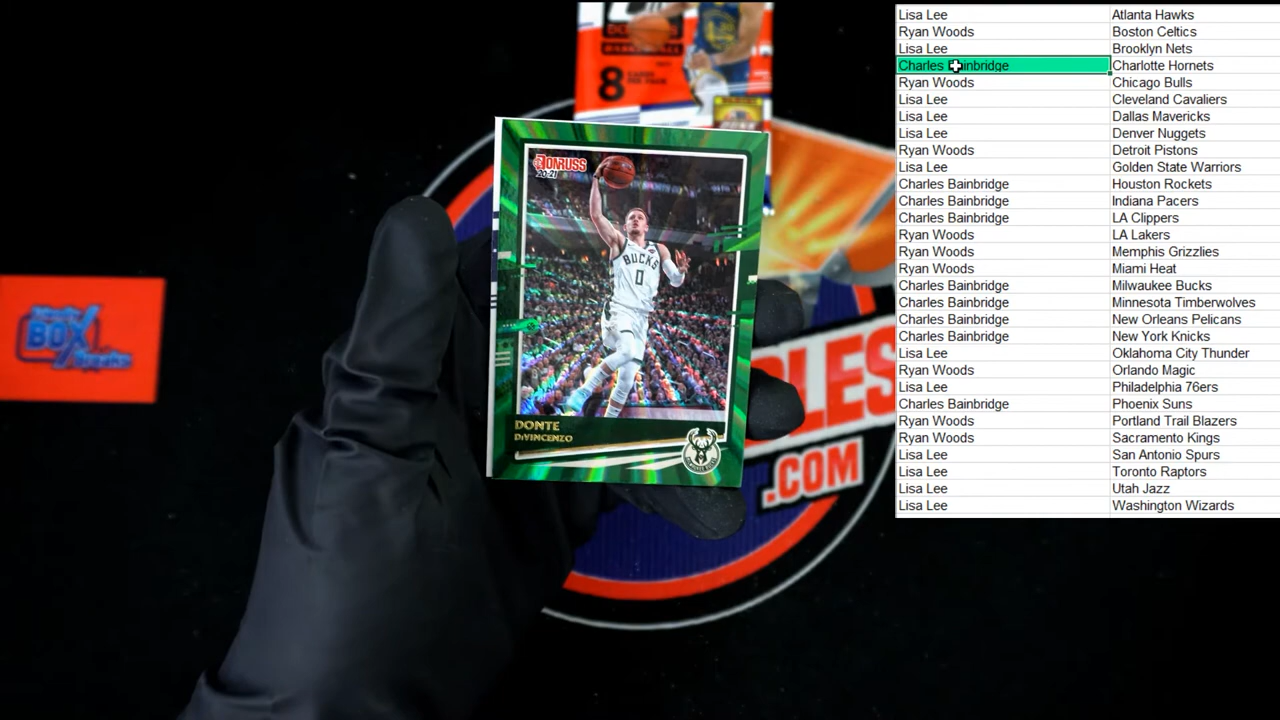 8
CARDS
PER PACK
DONRUSS
20-21
BUCKS
0
DONTE
DiVINCENZO
BOX
Breaks
LES
.COM
Lisa Lee Atlanta Hawks
Ryan Woods Boston Celtics
Lisa Lee Brooklyn Nets
Charles Bainbridge Charlotte Hornets
Ryan Woods Chicago Bulls
Lisa Lee Cleveland Cavaliers
Lisa Lee Dallas Mavericks
Lisa Lee Denver Nuggets
Ryan Woods Detroit Pistons
Lisa Lee Golden State Warriors
Charles Bainbridge Houston Rockets
Charles Bainbridge Indiana Pacers
Charles Bainbridge LA Clippers
Ryan Woods LA Lakers
Ryan Woods Memphis Grizzlies
Ryan Woods Miami Heat
Charles Bainbridge Milwaukee Bucks
Charles Bainbridge Minnesota Timberwolves
Charles Bainbridge New Orleans Pelicans
Charles Bainbridge New York Knicks
Lisa Lee Oklahoma City Thunder
Ryan Woods Orlando Magic
Lisa Lee Philadelphia 76ers
Charles Bainbridge Phoenix Suns
Ryan Woods Portland Trail Blazers
Ryan Woods Sacramento Kings
Lisa Lee San Antonio Spurs
Lisa Lee Toronto Raptors
Lisa Lee Utah Jazz
Lisa Lee Washington Wizards